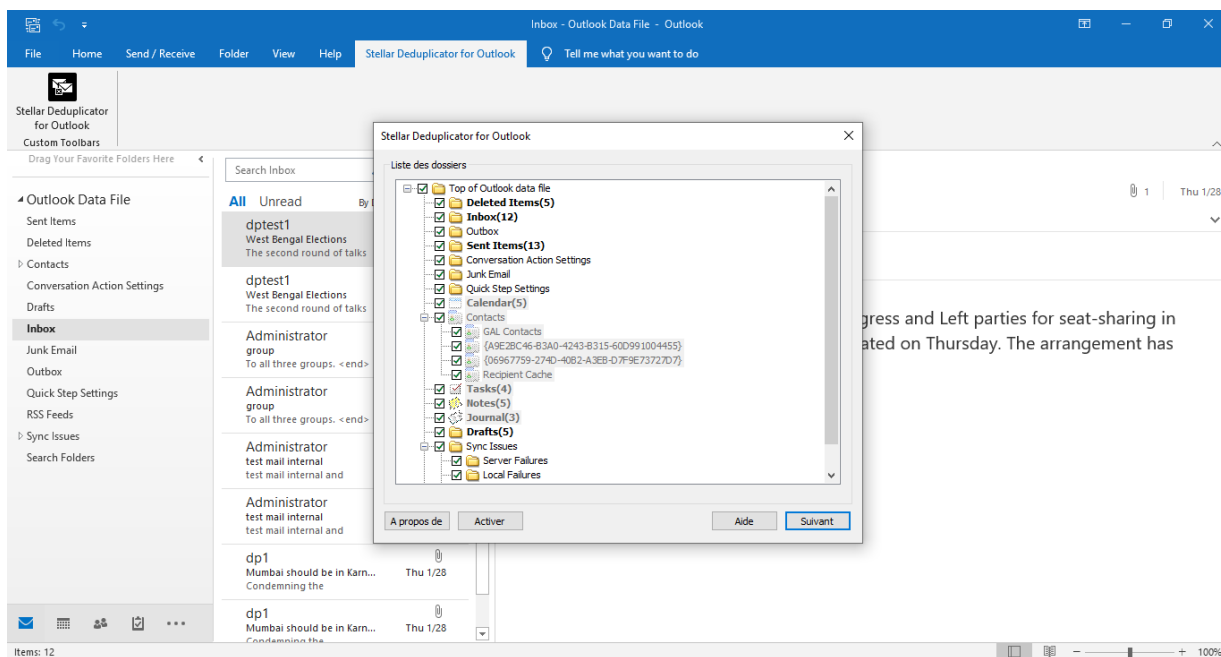 Inbox - Outlook Data File - Outlook
File Home Send / Receive Folder View Help Stellar Deduplicator for Outlook Tell me what you want to do
Stellar Deduplicator
for Outlook
Custom Toolbars
Drag Your Favorite Folders Here
Outlook Data File
Sent Items
Deleted Items
Contacts
Conversation Action Settings
Drafts
Inbox
Junk Email
Outbox
Quick Step Settings
RSS Feeds
Sync Issues
Search Folders
Search Inbox
All Unread By
dptest1
West Bengal Elections
The second round of talks
dptest1
West Bengal Elections
The second round of talks
Administrator
group
To all three groups. <end>
Administrator
group
To all three groups. <end>
Administrator
test mail internal
test mail internal and
Administrator
test mail internal
test mail internal and
dp1
Mumbai should be in Karn... Thu 1/28
Condemning the
dp1
Mumbai should be in Karn... Thu 1/28
Condemning the
Stellar Deduplicator for Outlook
Liste des dossiers
Top of Outlook data file
Deleted Items(5)
Inbox(12)
Outbox
Sent Items(13)
Conversation Action Settings
Junk Email
Quick Step Settings
Calendar(5)
Contacts
GAL Contacts
{A9E2BC46-B3A0-4243-B315-60D991004455}
{06967759-274D-40B2-A3EB-D7F9E73727D7}
Recipient Cache
Tasks(4)
Notes(5)
Journal(3)
Drafts(5)
Sync Issues
Server Failures
Local Failures
A propos de Activer Aide Suivant
1 Thu 1/28
gress and Left parties for seat-sharing in
ated on Thursday. The arrangement has
Items: 12
100%